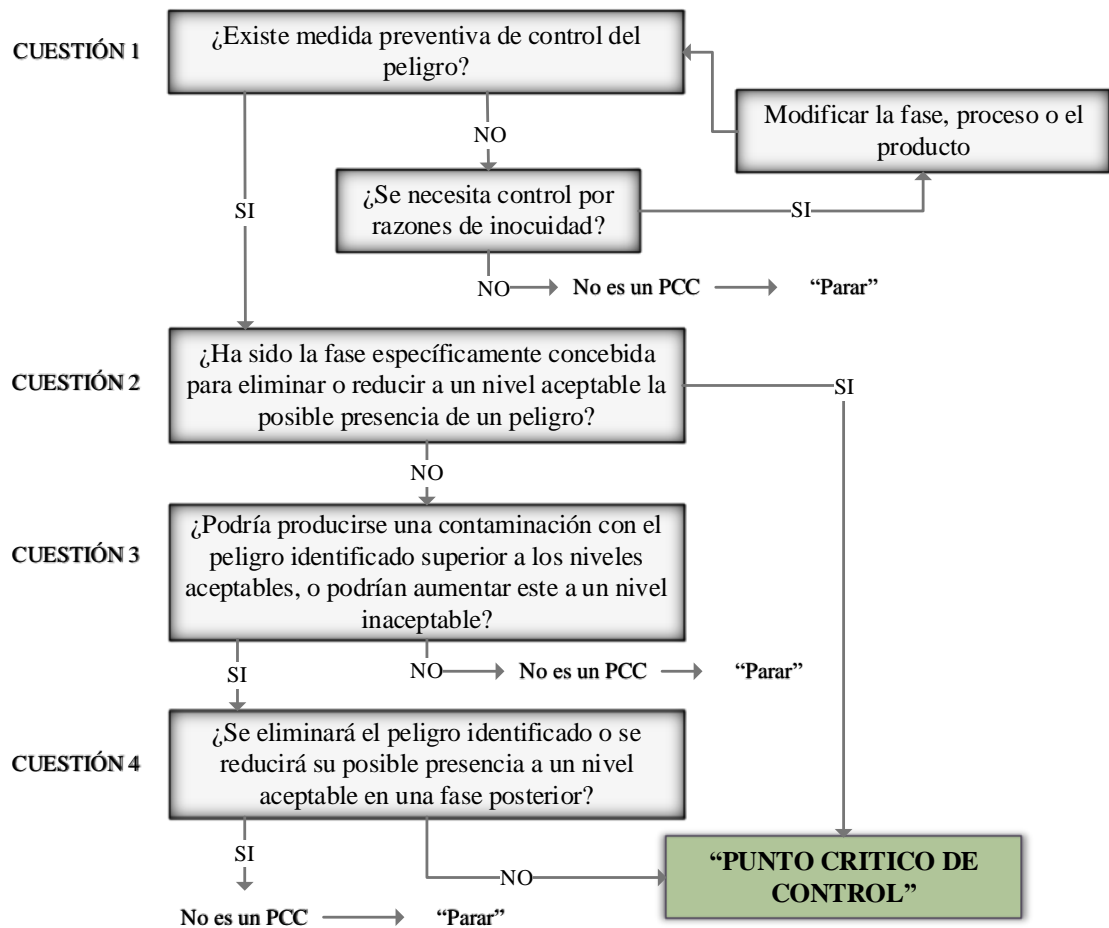 CUESTIÓN 1
¿Existe medida preventiva de control del
peligro?
Modificar la fase, proceso o el
producto
NO
SI
¿Se necesita control por
razones de inocuidad?
SI
NO
No es un PCC
“Parar”
CUESTIÓN 2
¿Ha sido la fase específicamente concebida
para eliminar o reducir a un nivel aceptable la
posible presencia de un peligro?
SI
NO
CUESTIÓN 3
¿Podría producirse una contaminación con el
peligro identificado superior a los niveles
aceptables, o podrían aumentar este a un nivel
inaceptable?
SI
NO
No es un PCC
“Parar”
CUESTIÓN 4
¿Se eliminará el peligro identificado o se
reducirá su posible presencia a un nivel
aceptable en una fase posterior?
SI
NO
“PUNTO CRITICO DE
CONTROL”
No es un PCC
“Parar”